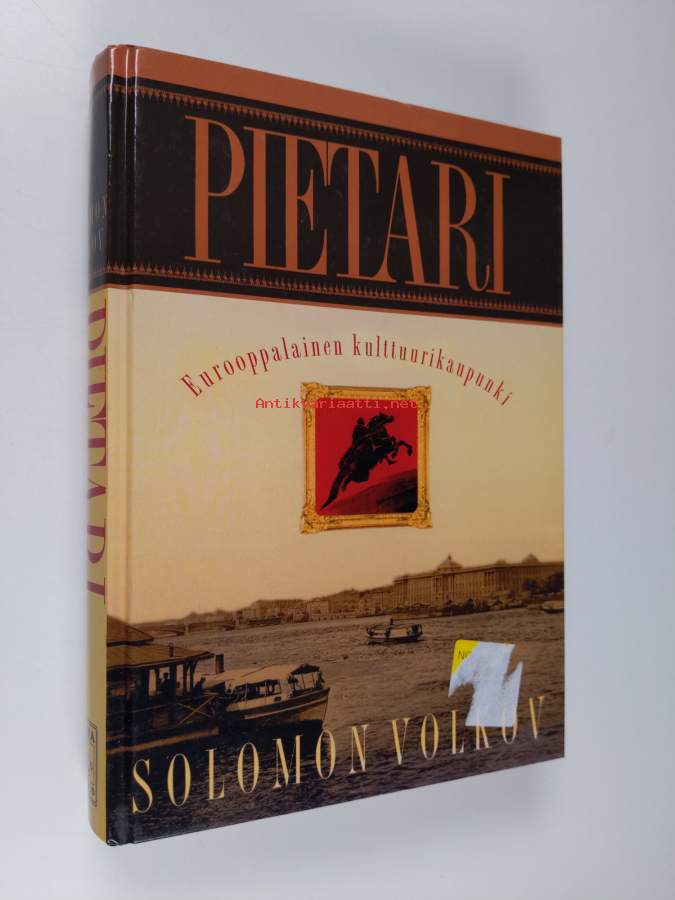 PIETARI
Eurooppalainen kulttuurikaupunki
Antikvariaatti.net
SOLOMON VOLKOV
PIETARI